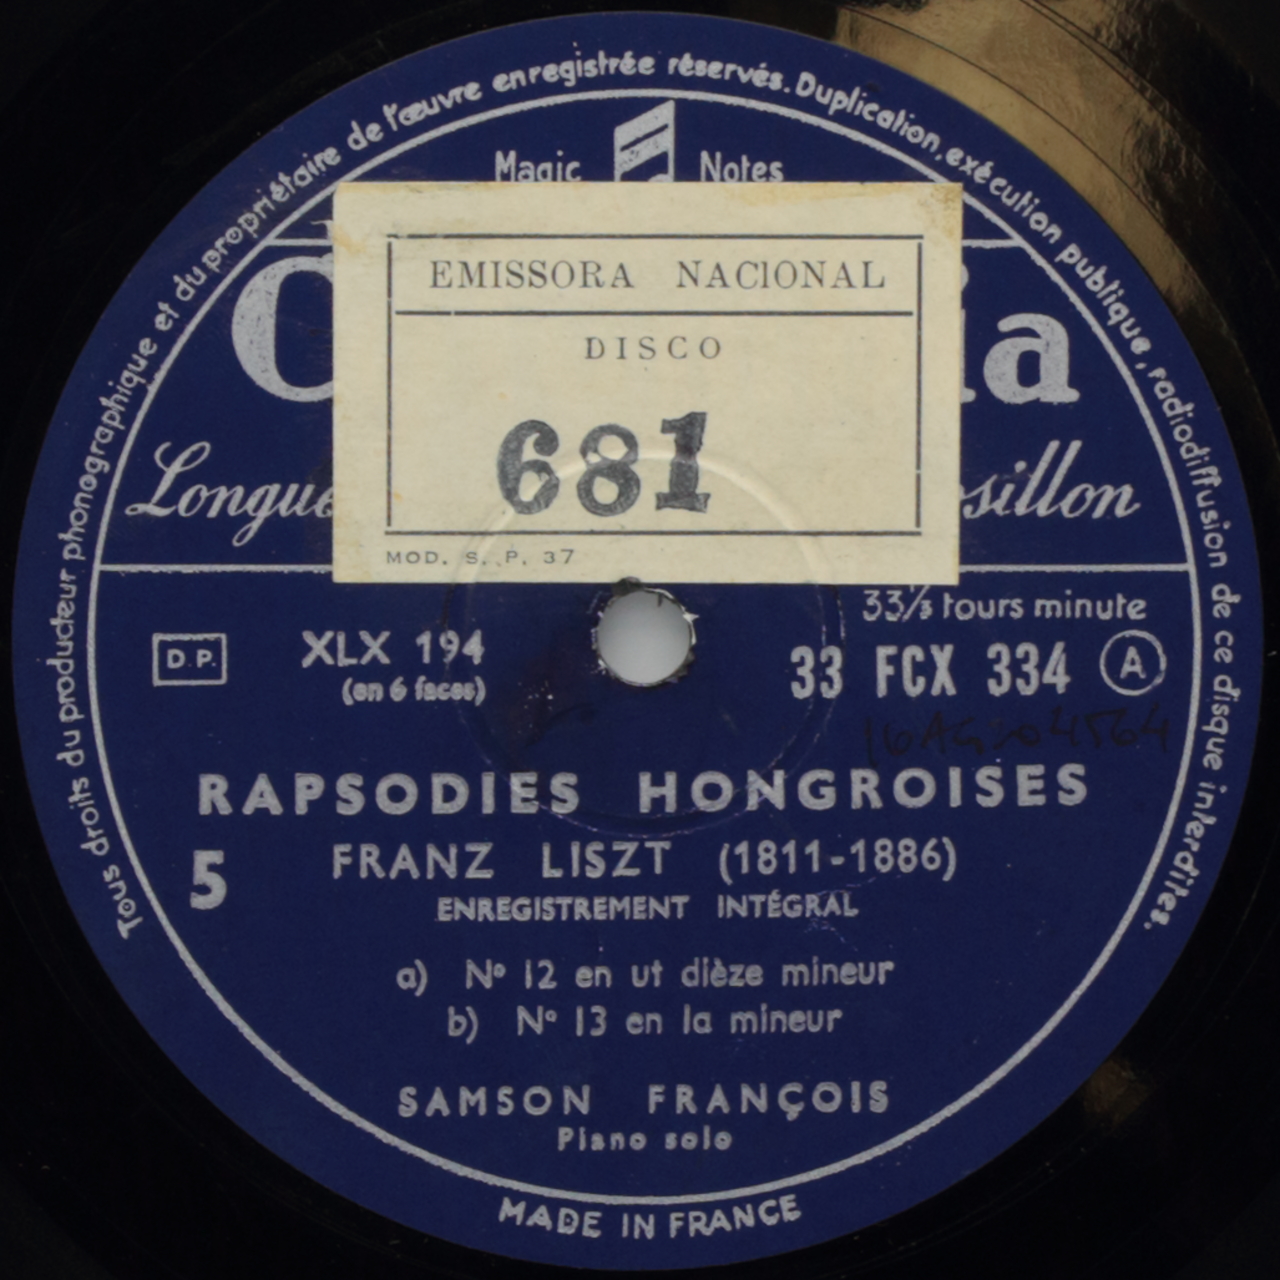 Tous droits du producteur phonographique et du propriétaire de l'œuvre enregistrée réservés. Duplication, exécution publique, radiodiffusion de ce disque interdites.
Magic Notes
EMISSORA NACIONAL
DISCO
681
MOD. S. P. 37
33⅓ tours minute
D.P.
XLX 194
(en 6 faces)
33 FCX 334 A
RAPSODIES HONGROISES
5
FRANZ LISZT (1811-1886)
ENREGISTREMENT INTÉGRAL
a) Nº 12 en ut dièze mineur
b) Nº 13 en la mineur
SAMSON FRANÇOIS
Piano solo
MADE IN FRANCE